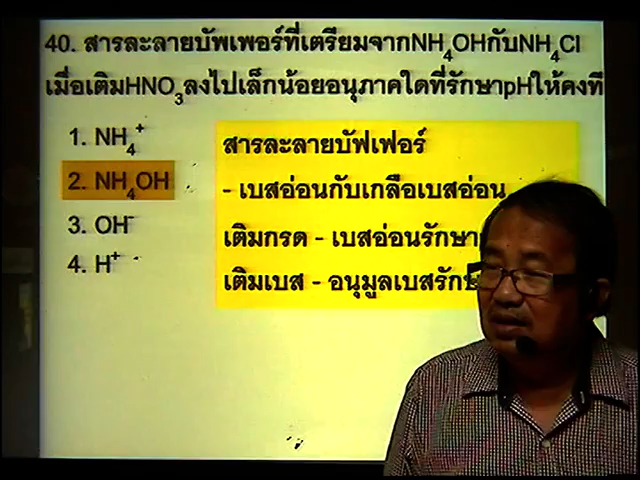 40. สารละลายบัพเพอร์ที่เตรียมจากNH₄OHกับNH₄Cl
เมื่อเติมHNO₃ลงไปเล็กน้อยอนุภาคใดที่รักษาpHให้คงที่
1. NH₄⁺
2. NH₄OH
3. OH⁻
4. H⁺
สารละลายบัฟเฟอร์
- เบสอ่อนกับเกลือเบสอ่อน
เติมกรด - เบสอ่อนรักษา
เติมเบส - อนุมูลเบสรักษ